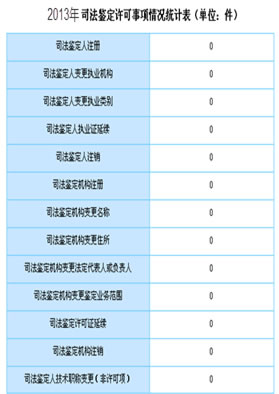 2013年司法鉴定许可事项情况统计表（单位：件）
司法鉴定人注册 0
司法鉴定人变更执业机构 0
司法鉴定人变更执业类别 0
司法鉴定人执业证延续 0
司法鉴定人注销 0
司法鉴定机构注册 0
司法鉴定机构变更名称 0
司法鉴定机构变更住所 0
司法鉴定机构变更法定代表人或负责人 0
司法鉴定机构变更鉴定业务范围 0
司法鉴定许可证延续 0
司法鉴定机构注销 0
司法鉴定人技术职称变更（非许可项） 0